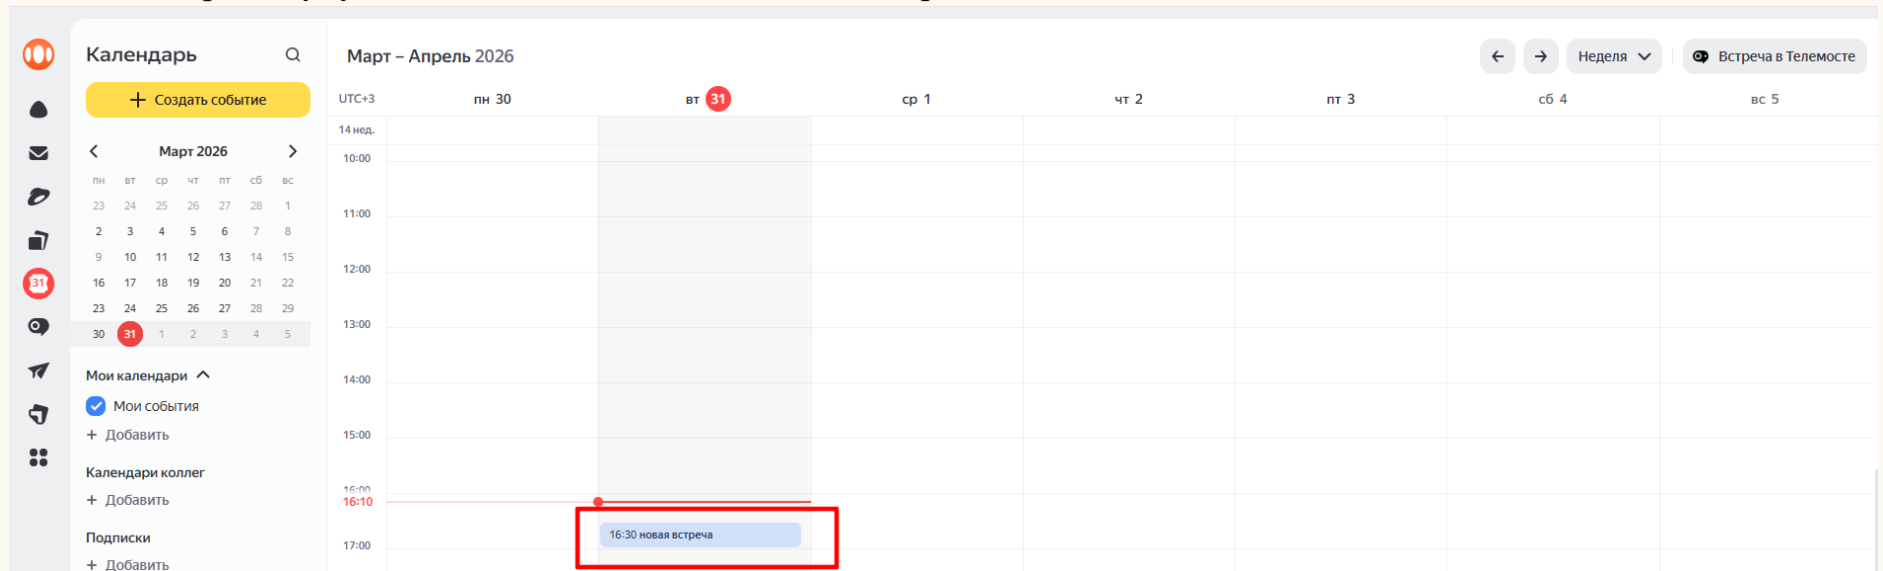 Календарь
Создать событие
Март 2026
пн вт ср чт пт сб вс
23 24 25 26 27 28 1
2 3 4 5 6 7 8
9 10 11 12 13 14 15
16 17 18 19 20 21 22
23 24 25 26 27 28 29
30 31 1 2 3 4 5
Мои календари
Мои события
+ Добавить
Календари коллег
+ Добавить
Подписки
+ Добавить
31
Март – Апрель 2026
Неделя
Встреча в Телемосте
UTC+3 пн 30 вт 31 ср 1 чт 2 пт 3 сб 4 вс 5
14 нед.
10:00
11:00
12:00
13:00
14:00
15:00
16:00
16:10
16:30 новая встреча
17:00